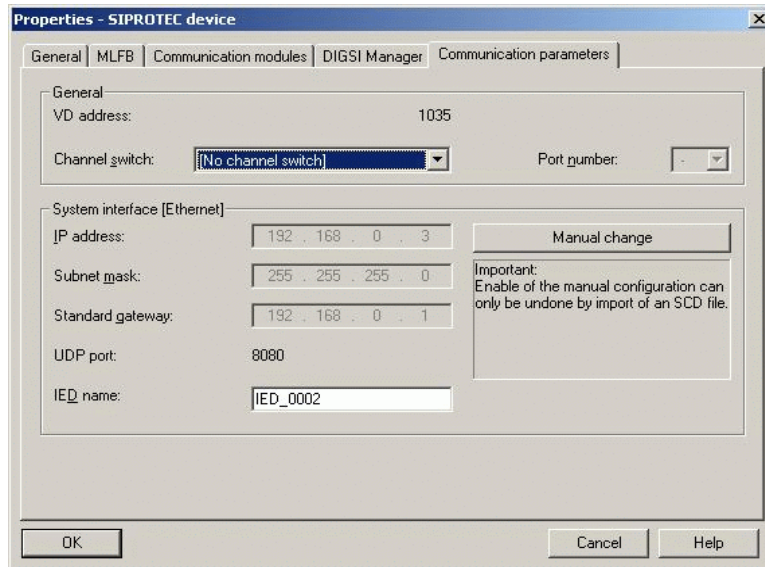 Properties - SIPROTEC device
General MLFB Communication modules DIGSI Manager Communication parameters
General
VD address: 1035
Channel switch: [No channel switch] Port number: -
System interface [Ethernet]
IP address: 192 . 168 . 0 . 3 Manual change
Subnet mask: 255 . 255 . 255 . 0
Important:
Enable of the manual configuration can
only be undone by import of an SCD file.
Standard gateway: 192 . 168 . 0 . 1
UDP port: 8080
IED name: IED_0002
OK Cancel Help